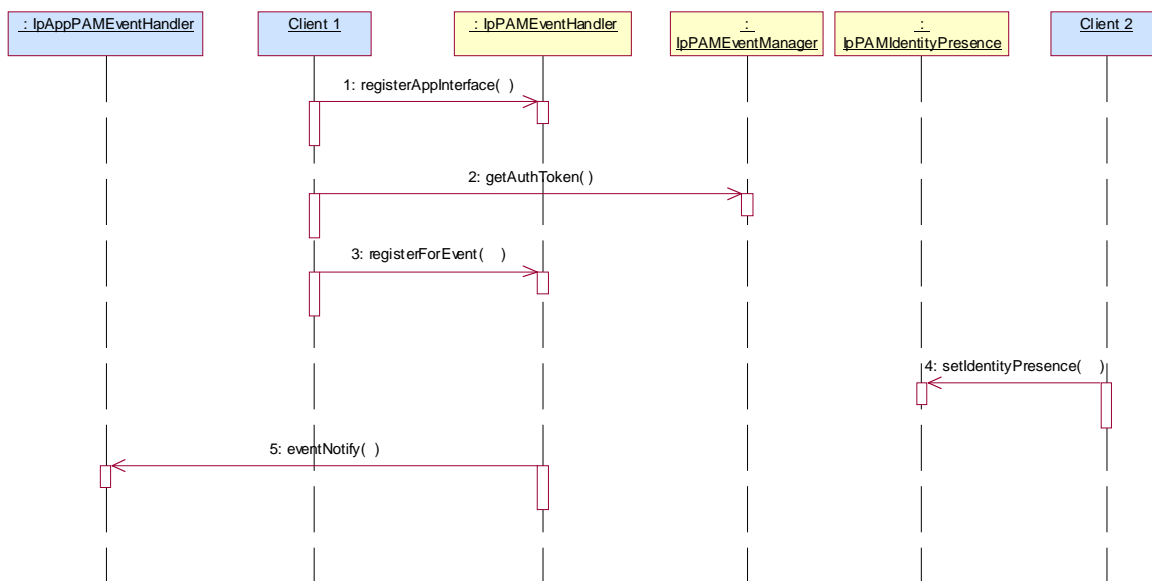 : IpAppPAMEventHandler
Client 1
: IpPAMEventHandler
:
IpPAMEventManager
:
IpPAMIdentityPresence
Client 2
1: registerAppInterface( )
2: getAuthToken( )
3: registerForEvent( )
4: setIdentityPresence( )
5: eventNotify( )